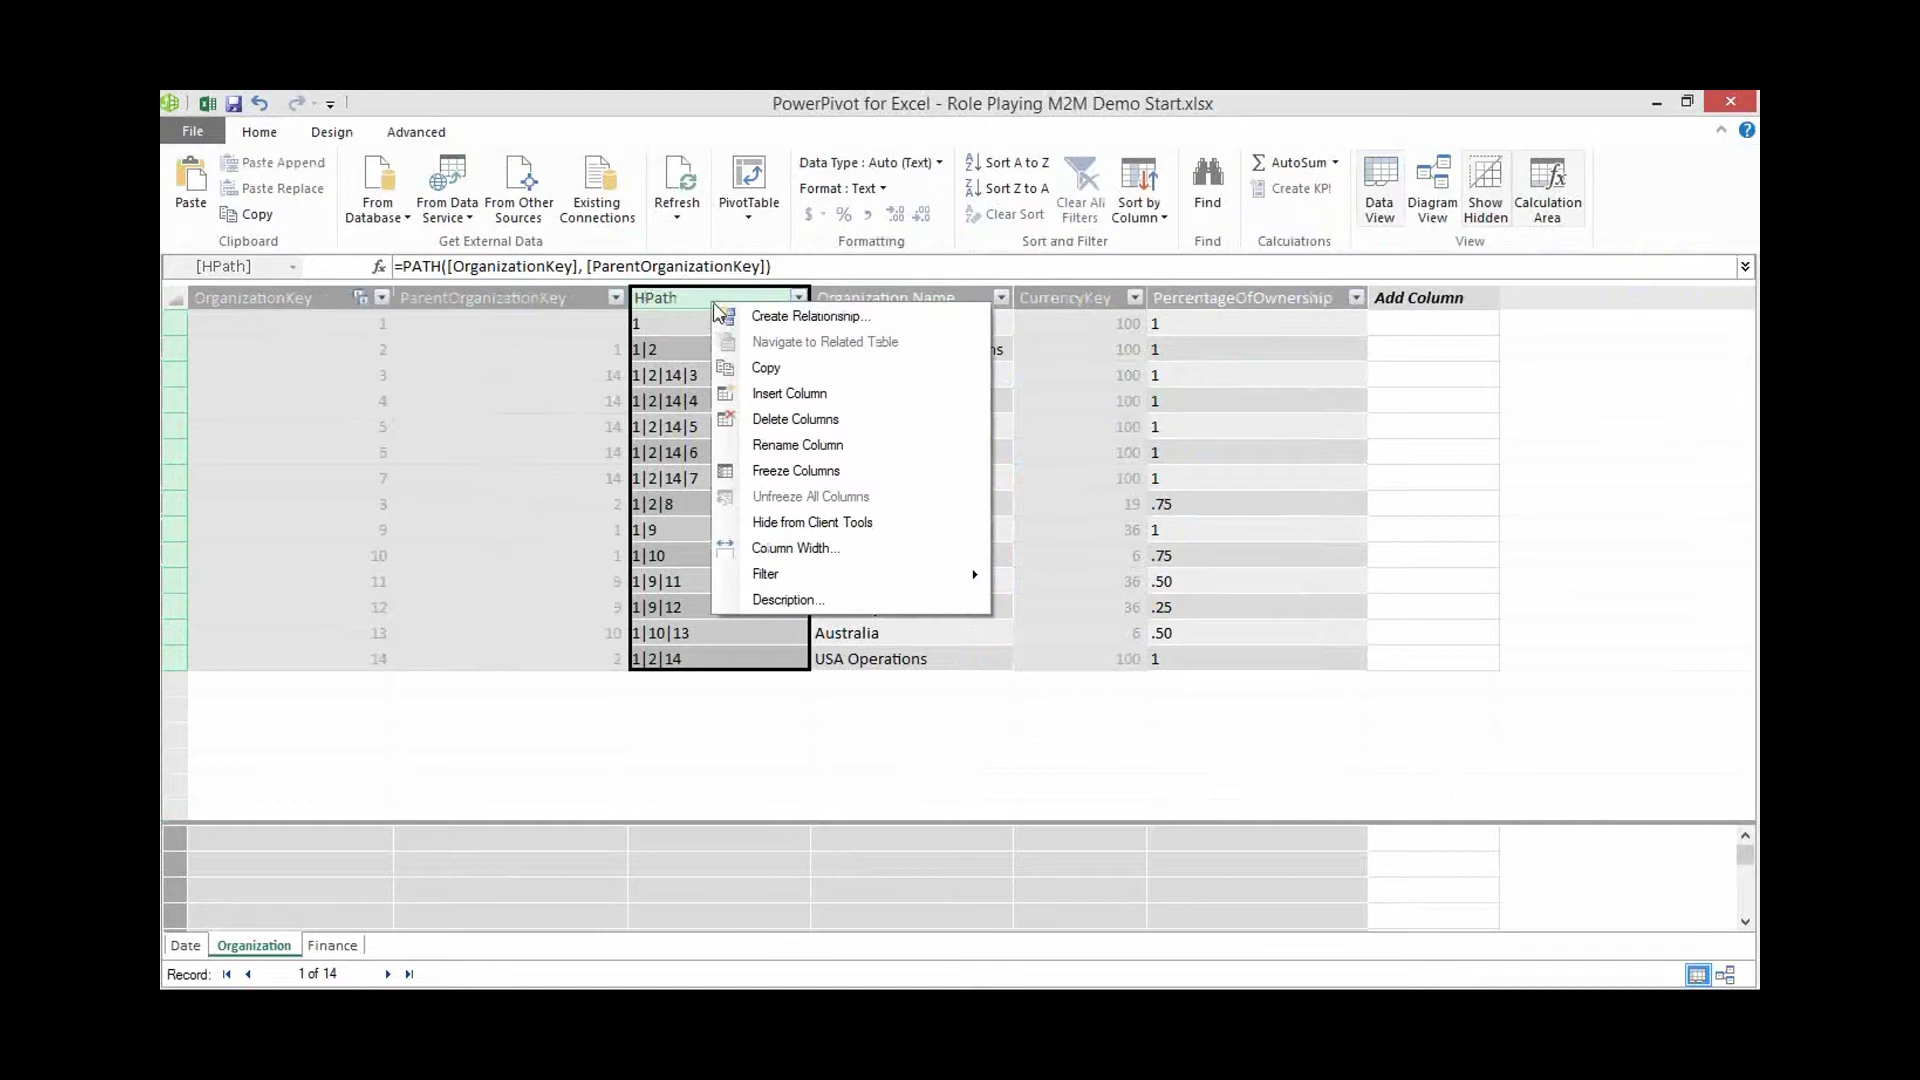 PowerPivot for Excel - Role Playing M2M Demo Start.xlsx
File Home Design Advanced
Paste
Paste Append
Paste Replace
Copy
Clipboard
From Database
From Data Service
From Other Sources
Existing Connections
Get External Data
Refresh
PivotTable
Data Type : Auto (Text)
Format : Text
$ % ,
Formatting
Sort A to Z
Sort Z to A
Clear Sort
Clear All Filters
Sort by Column
Sort and Filter
Find
Find
AutoSum
Create KPI
Calculations
Data View
Diagram View
Show Hidden
Calculation Area
View
[HPath] fx =PATH([OrganizationKey], [ParentOrganizationKey])
OrganizationKey ParentOrganizationKey HPath Organization Name CurrencyKey PercentageOfOwnership Add Column
1 1 100 1
2 1 1|2 ns 100 1
3 14 1|2|14|3 100 1
4 14 1|2|14|4 100 1
5 14 1|2|14|5 100 1
14 1|2|14|6 100 1
7 14 1|2|14|7 100 1
2 1|2|8 19 .75
9 1 1|9 36 1
10 1 1|10 6 .75
11 9 1|9|11 36 .50
12 9 1|9|12 36 .25
13 10 1|10|13 Australia 6 .50
14 2 1|2|14 USA Operations 100 1
Create Relationship...
Navigate to Related Table
Copy
Insert Column
Delete Columns
Rename Column
Freeze Columns
Unfreeze All Columns
Hide from Client Tools
Column Width...
Filter
Description...
Date Organization Finance
Record: 1 of 14